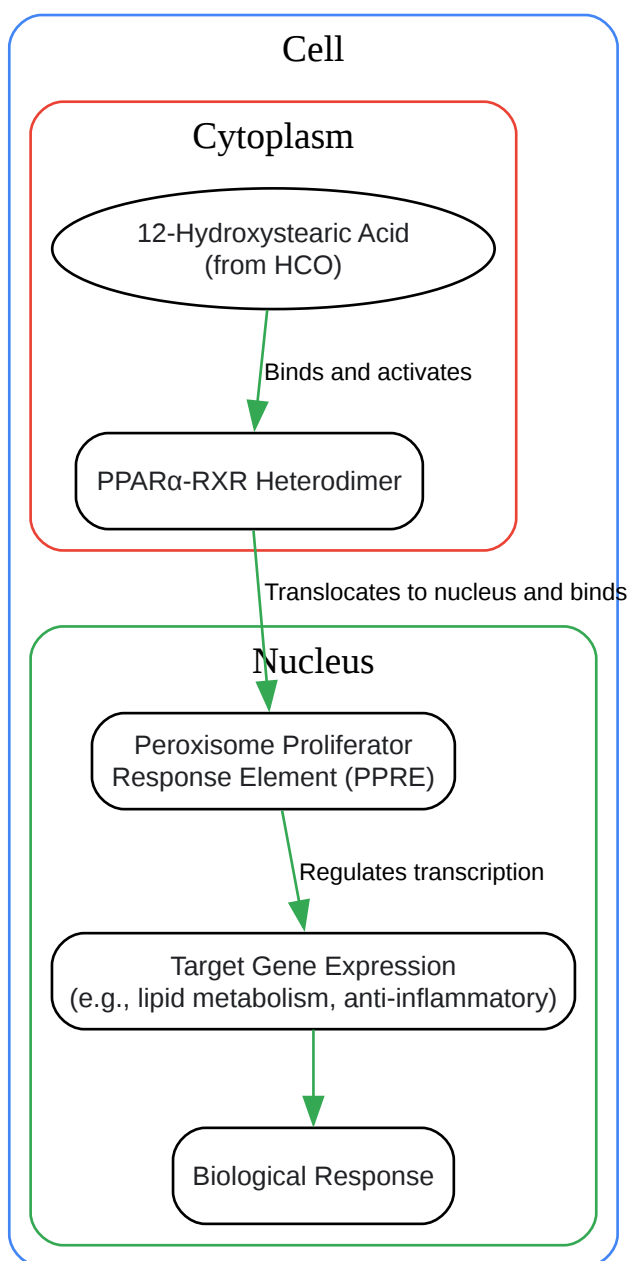 Cell
Cytoplasm
12-Hydroxystearic Acid
(from HCO)
Binds and activates
PPARα-RXR Heterodimer
Translocates to nucleus and binds
Nucleus
Peroxisome Proliferator
Response Element (PPRE)
Regulates transcription
Target Gene Expression
(e.g., lipid metabolism, anti-inflammatory)
Biological Response